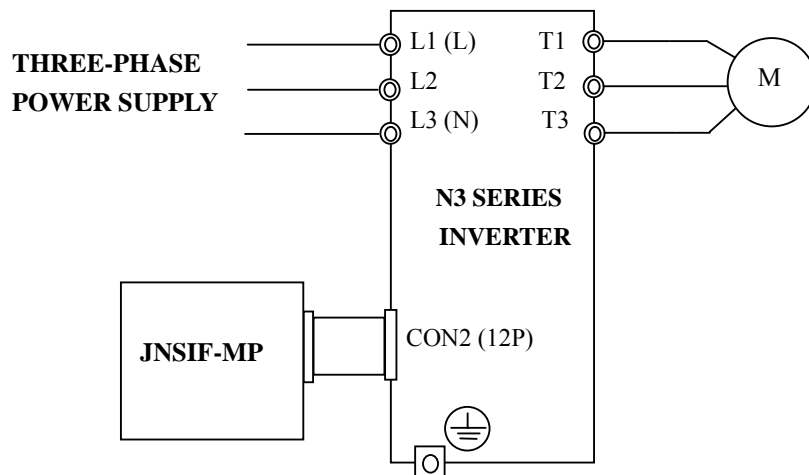 THREE-PHASE
POWER SUPPLY
L1 (L)
L2
L3 (N)
T1
T2
T3
M
N3 SERIES
INVERTER
JNSIF-MP
CON2 (12P)